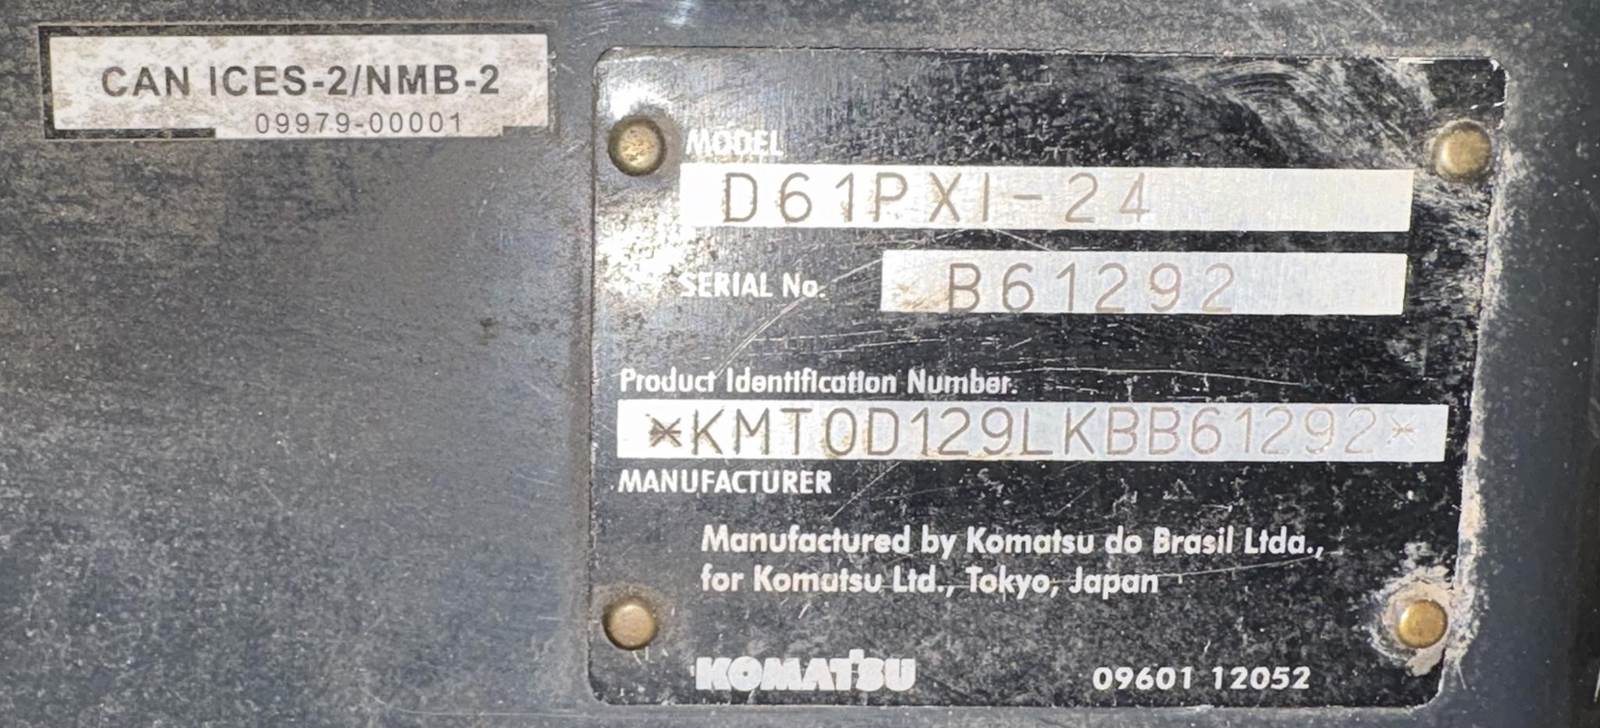 CAN ICES-2/NMB-2
09979-00001
MODEL
D61PXI-24
SERIAL No.
B61292
Product Identification Number.
*KMT0D129LKBB61292*
MANUFACTURER
Manufactured by Komatsu do Brasil Ltda.,
for Komatsu Ltd., Tokyo, Japan
KOMATSU
09601 12052